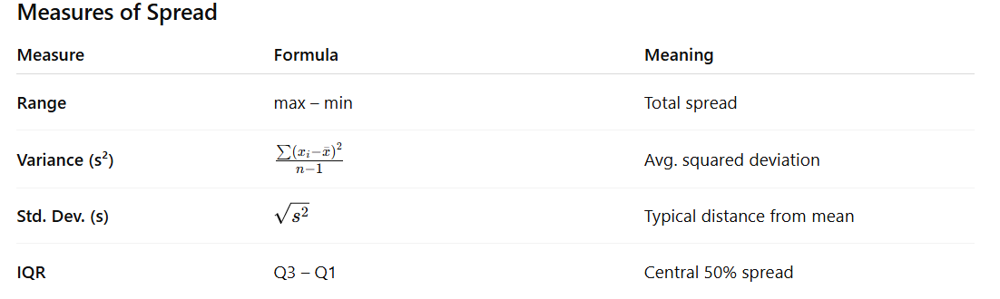 Measures of Spread
Measure Formula Meaning
Range max – min Total spread
Variance (s²) ∑(xᵢ−x̄)²/n−1 Avg. squared deviation
Std. Dev. (s) √s² Typical distance from mean
IQR Q3 – Q1 Central 50% spread